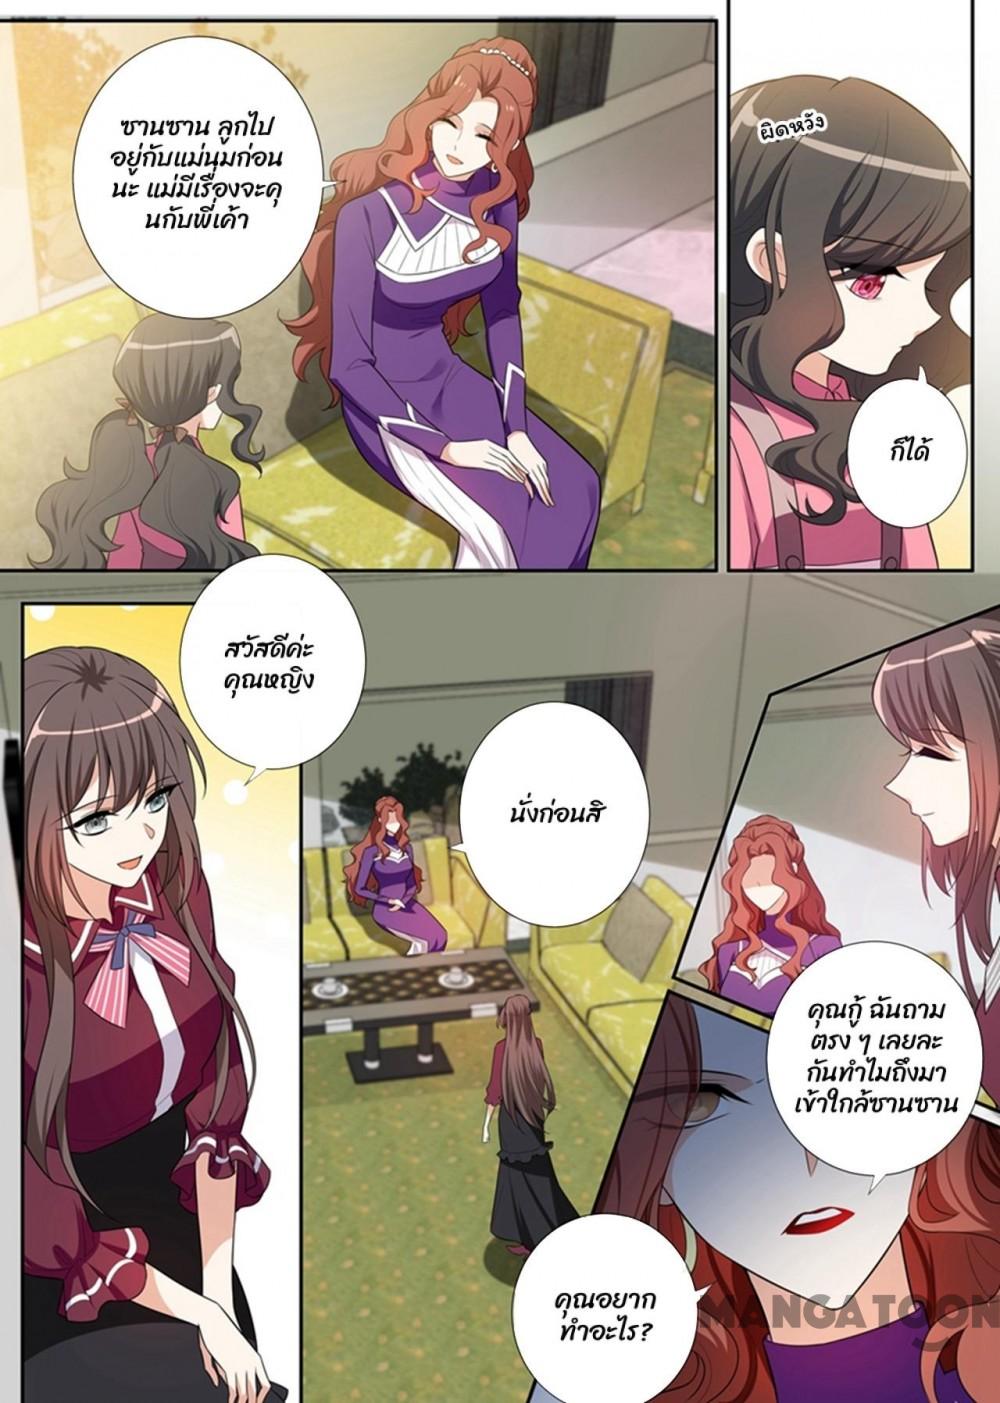 ซานซาน ลูกไป
อยู่กับแม่นมก่อน
นะ แม่มีเรื่องจะคุ
นกับพี่เค้า
ผิดหวัง
ก็ได้
สวัสดีค่ะ
คุณหญิง
นั่งก่อนสิ
คุณกู้ ฉันถาม
ตรง ๆ เลยละ
กันทำไมถึงมา
เข้าใกล้ซานซาน
คุณอยาก
ทำอะไร?
MANGATOON